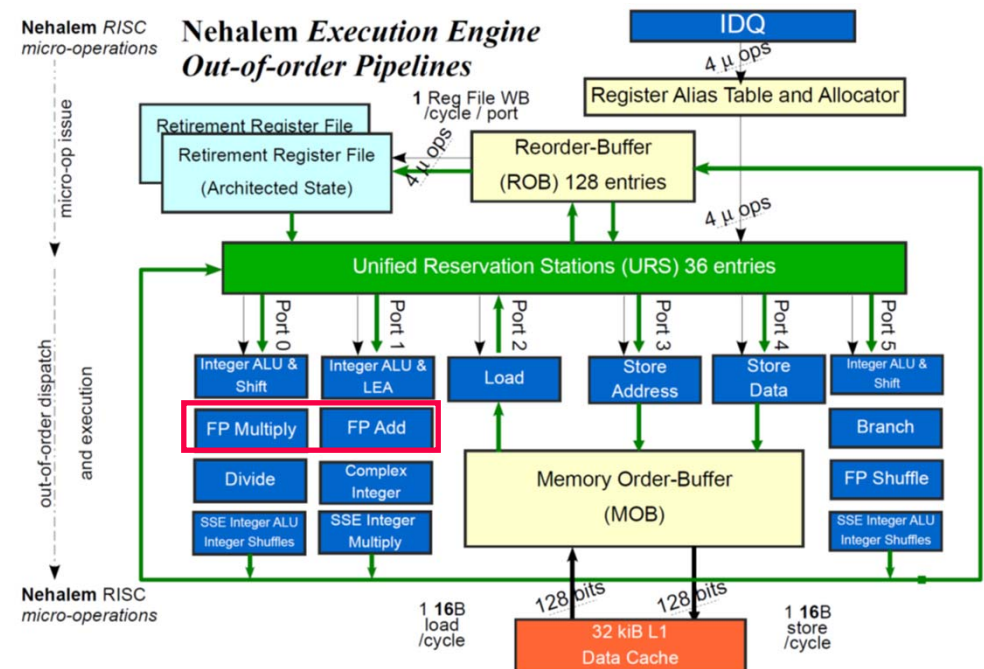 Nehalem RISC
micro-operations
Nehalem Execution Engine
Out-of-order Pipelines
IDQ
4 μ ops
Register Alias Table and Allocator
1 Reg File WB
/cycle / port
Retirement Register File
Retirement Register File
(Architected State)
4 μ ops
Reorder-Buffer
(ROB) 128 entries
4 μ ops
micro-op issue
Unified Reservation Stations (URS) 36 entries
Port 0
Port 1
Port 2
Port 3
Port 4
Port 5
Integer ALU &
Shift
Integer ALU &
LEA
Load
Store
Address
Store
Data
Integer ALU &
Shift
FP Multiply
FP Add
Branch
Divide
Complex
Integer
FP Shuffle
SSE Integer ALU
Integer Shuffles
SSE Integer
Multiply
SSE Integer ALU
Integer Shuffles
Memory Order-Buffer
(MOB)
out-of-order dispatch
and execution
Nehalem RISC
micro-operations
1 16B
load
/cycle
128 bits
128 bits
1 16B
store
/cycle
32 kiB L1
Data Cache